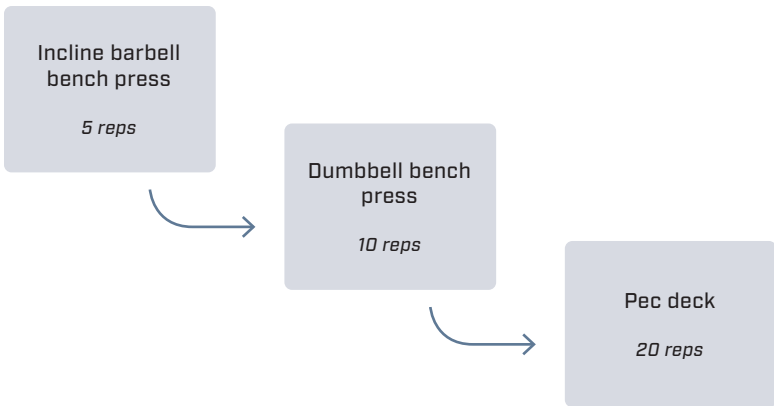 Incline barbell
bench press
5 reps
Dumbbell bench
press
10 reps
Pec deck
20 reps